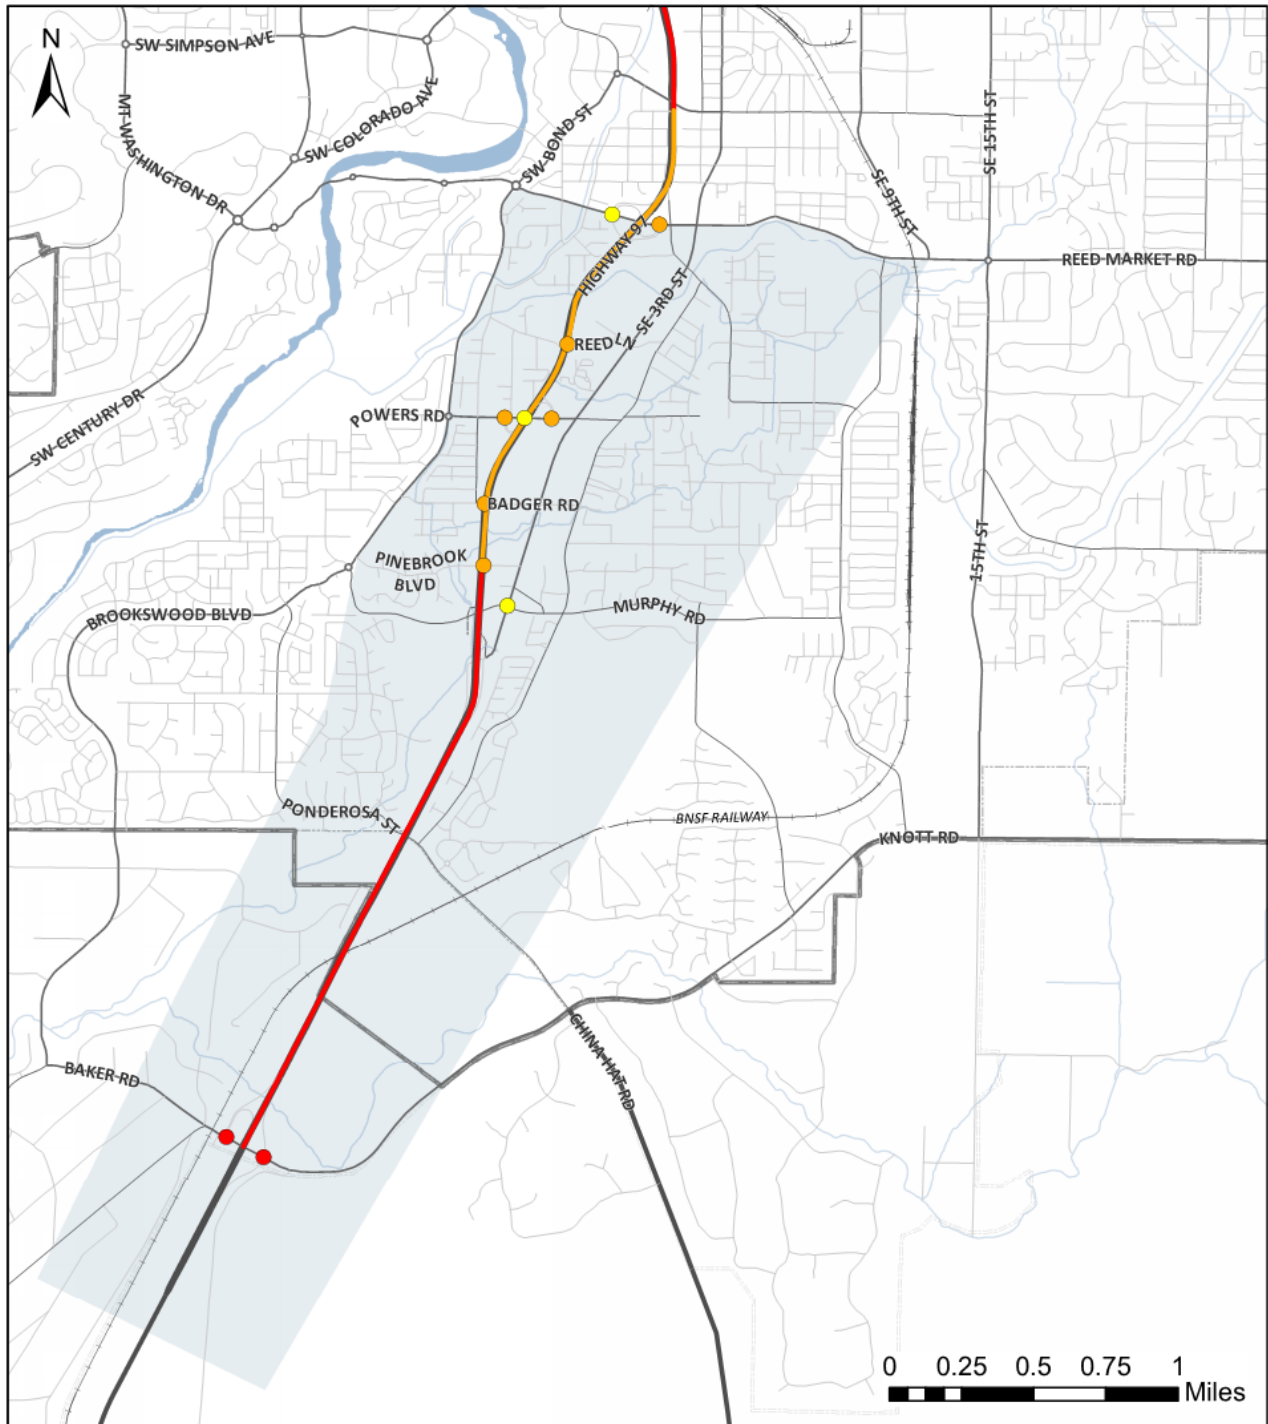 N
SW SIMPSON AVE
MT WASHINGTON DR
SW COLORADO AVE
SW BOND ST
SE 9TH ST
SE 15TH ST
REED MARKET RD
HIGHWAY 97
SE 3RD ST
REED LN
SW CENTURY DR
POWERS RD
BADGER RD
PINEBROOK
BLVD
15TH ST
BROOKSWOOD BLVD
MURPHY RD
PONDEROSA ST
BNSF RAILWAY
KNOTT RD
CHINA HAT RD
BAKER RD
0 0.25 0.5 0.75 1
Miles